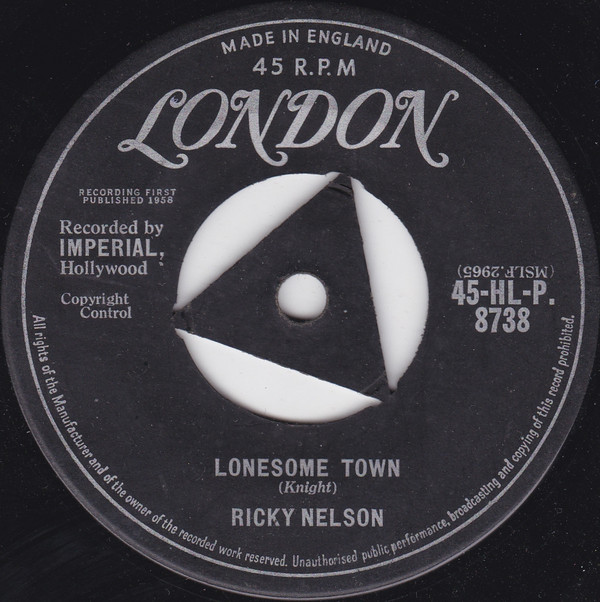 MADE IN ENGLAND
45 R.P.M
LONDON
RECORDING FIRST
PUBLISHED 1958
Recorded by
IMPERIAL,
Hollywood
Copyright
Control
(MSLF.2965)
45-HL-P.
8738
LONESOME TOWN
(Knight)
RICKY NELSON
All rights of the Manufacturer and of the owner of the recorded work reserved. Unauthorised public performance, broadcasting and copying of this record prohibited.